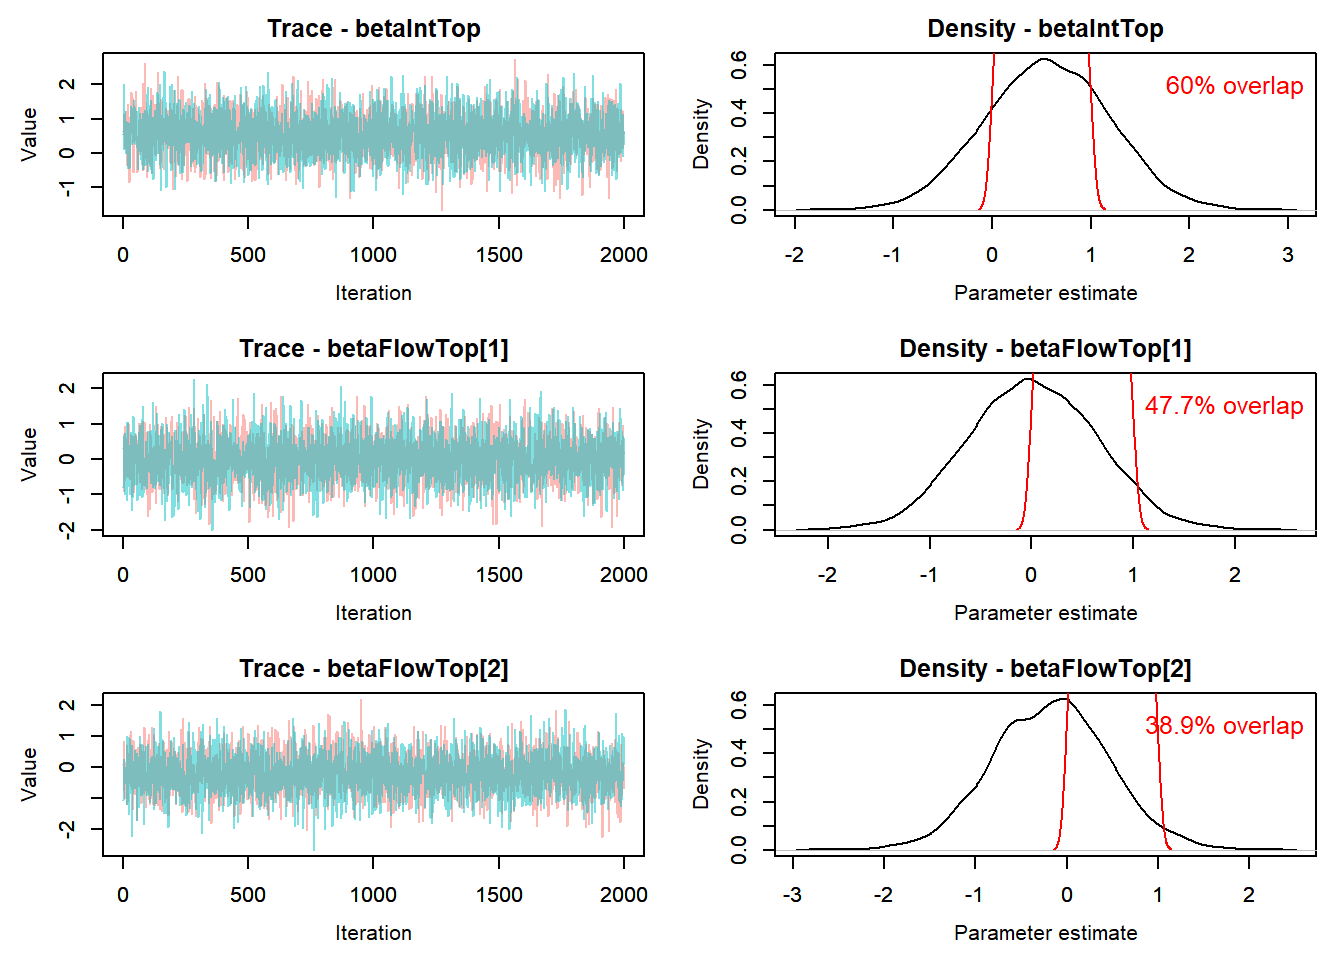 Trace - betaIntTop
Value
2
1
0
-1
0 500 1000 1500 2000
Iteration
Density - betaIntTop
Density
0.6
0.4
0.2
0.0
60% overlap
-2 -1 0 1 2 3
Parameter estimate
Trace - betaFlowTop[1]
Value
2
1
0
-1
-2
0 500 1000 1500 2000
Iteration
Density - betaFlowTop[1]
Density
0.6
0.4
0.2
0.0
47.7% overlap
-2 -1 0 1 2
Parameter estimate
Trace - betaFlowTop[2]
Value
2
1
0
-2
0 500 1000 1500 2000
Iteration
Density - betaFlowTop[2]
Density
0.6
0.4
0.2
0.0
38.9% overlap
-3 -2 -1 0 1 2
Parameter estimate